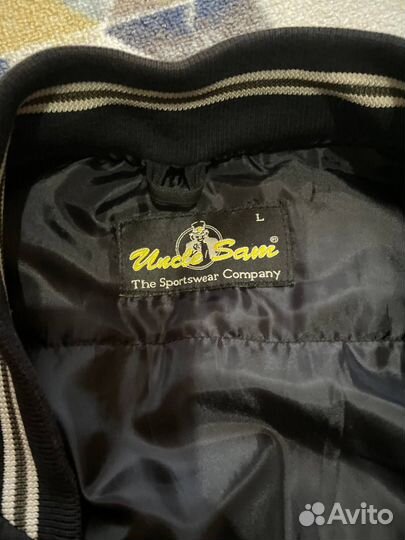 L
Uncle Sam®
The Sportswear Company
Avito